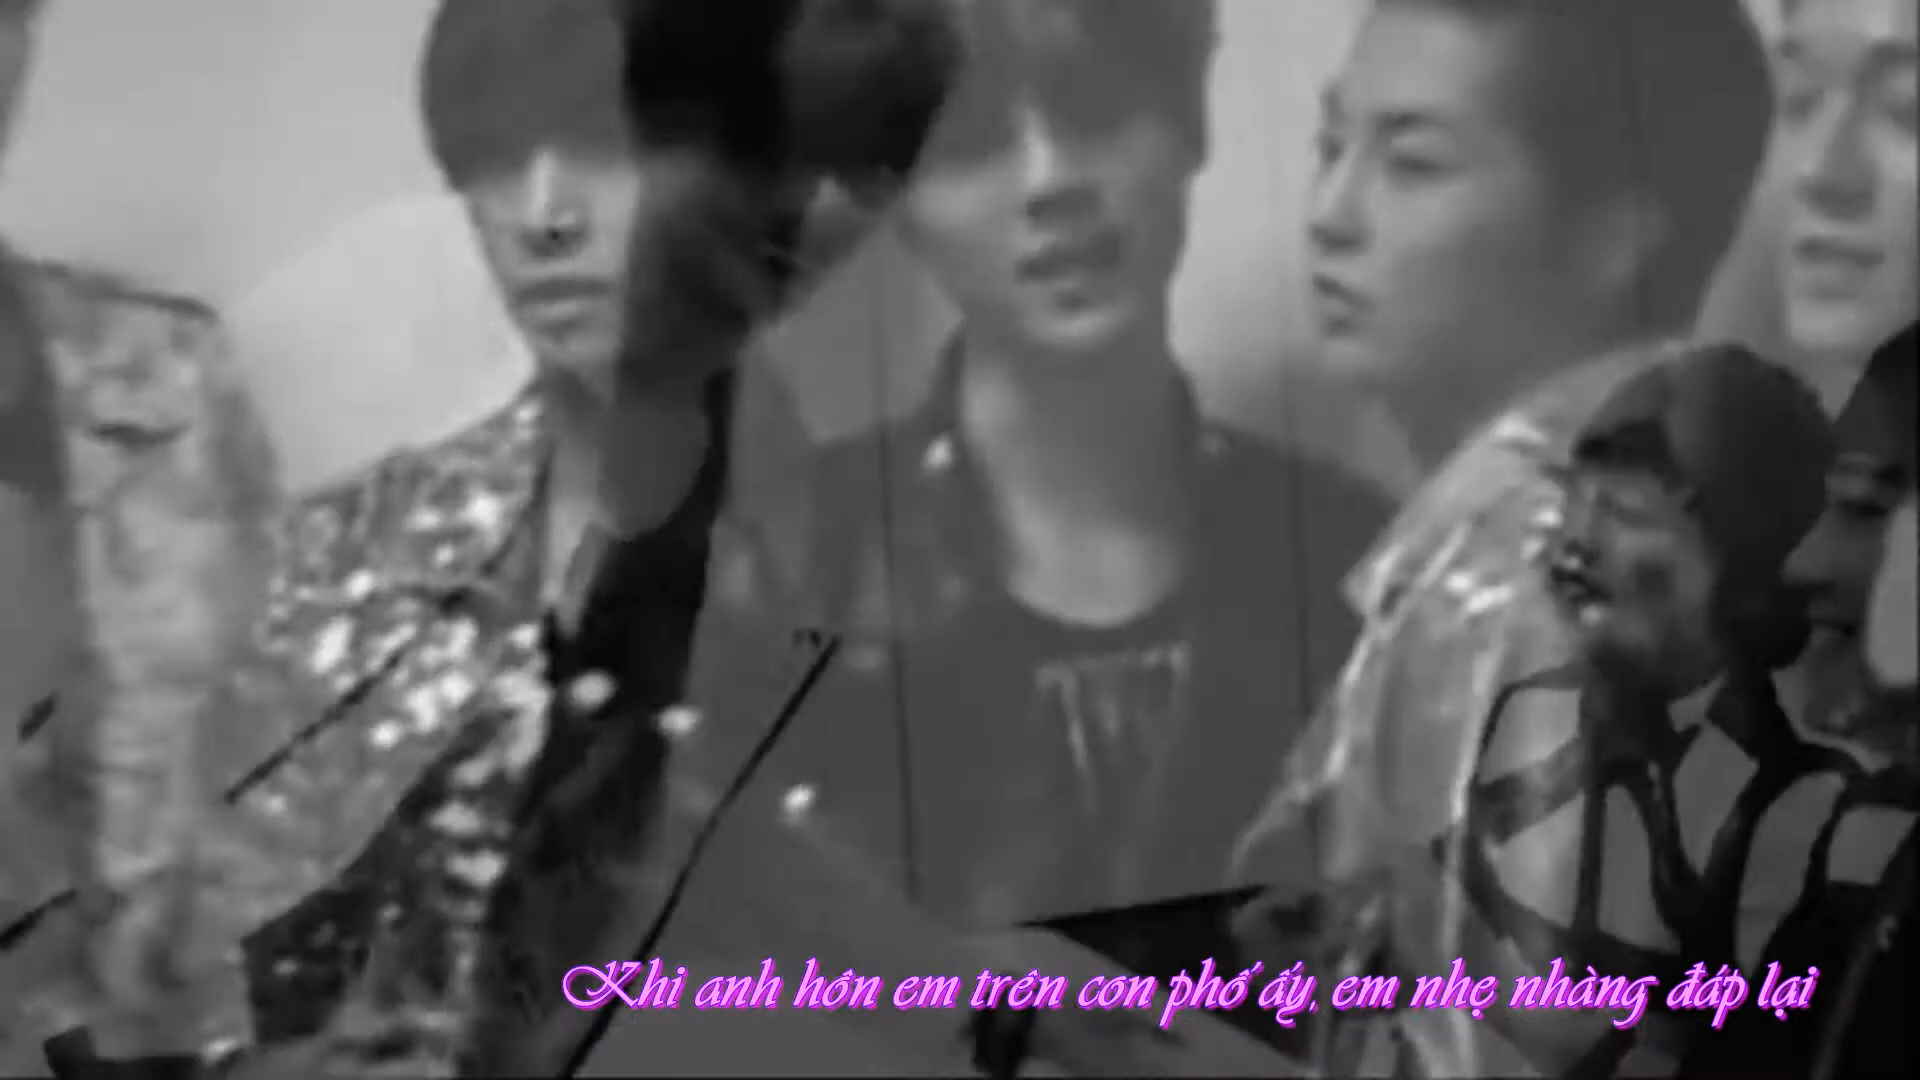 Khi anh hôn em trên con phố ấy, em nhẹ nhàng đáp lại